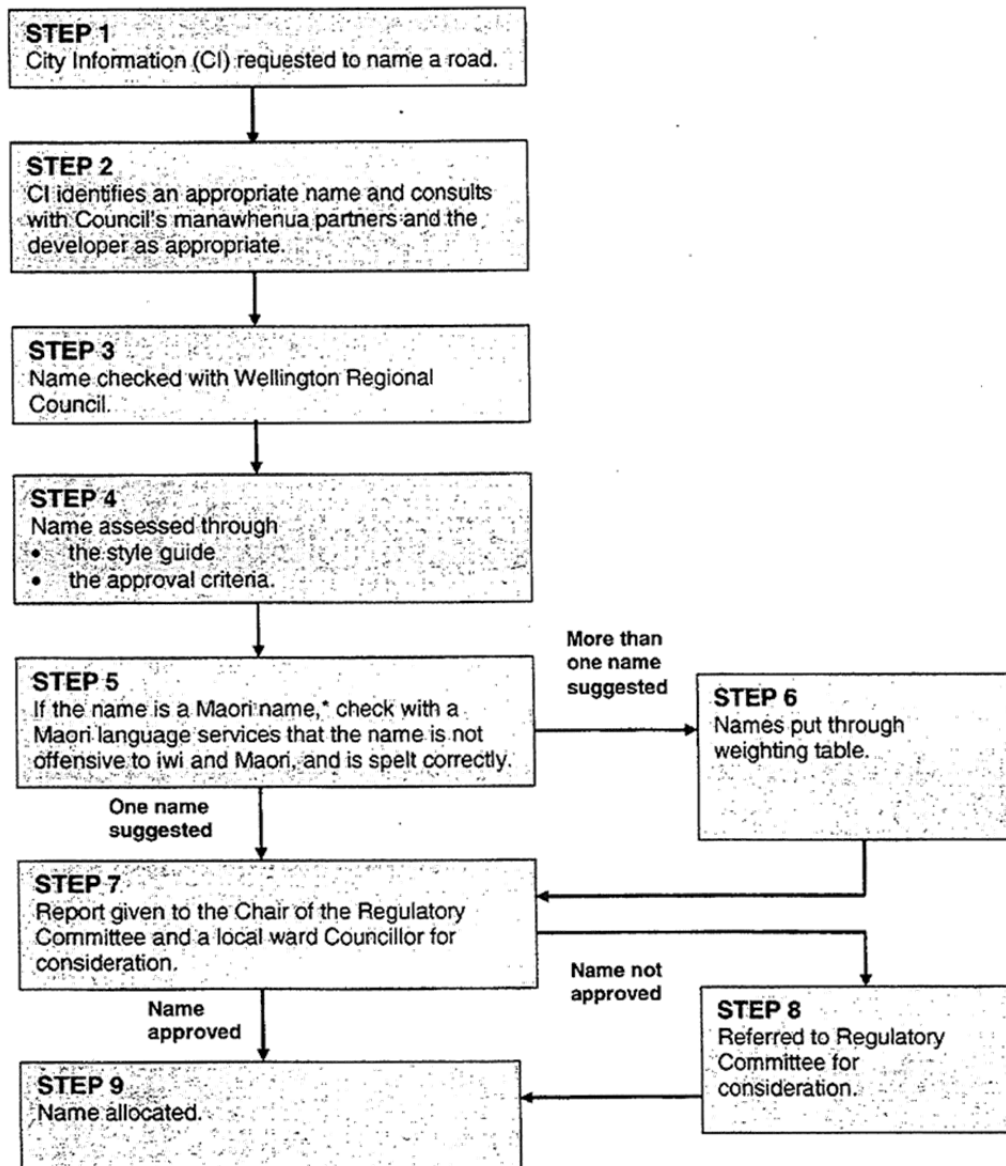 STEP 1
City Information (CI) requested to name a road.
STEP 2
CI identifies an appropriate name and consults
with Council's manawhenua partners and the
developer as appropriate.
STEP 3
Name checked with Wellington Regional
Council.
STEP 4
Name assessed through
• the style guide
• the approval criteria.
STEP 5
If the name is a Maori name,* check with a
Maori language services that the name is not
offensive to iwi and Maori, and is spelt correctly.
More than
one name
suggested
STEP 6
Names put through
weighting table.
One name
suggested
STEP 7
Report given to the Chair of the Regulatory
Committee and a local ward Councillor for
consideration.
Name not
approved
STEP 8
Referred to Regulatory
Committee for
consideration.
Name
approved
STEP 9
Name allocated.